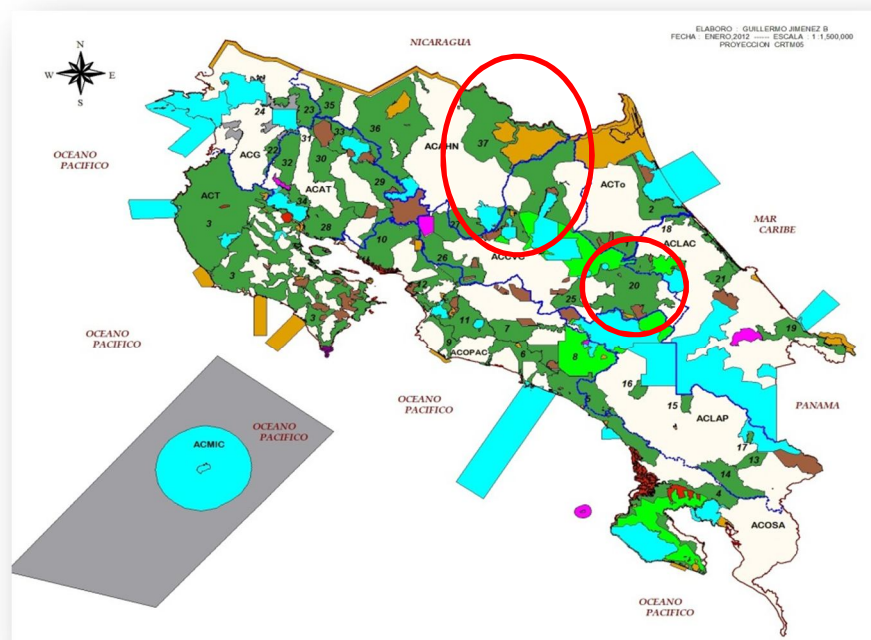 ELABORO : GUILLERMO JIMENEZ B
FECHA : ENERO,2012 ------ ESCALA : 1:1,500,000
PROYECCION CRTM05
NICARAGUA
N
W
E
S
OCEANO
PACIFICO
24
23
35
33
36
ACAHN
37
31
ACG
22
32
30
29
ACT
ACAT
34
3
28
10
3
3
26
12
11
9
7
ACOPAC
6
8
25
ACTo
2
18
ACLAC
20
21
19
MAR
CARIBE
OCEANO
PACIFICO
OCEANO
PACIFICO
OCEANO
PACIFICO
ACMIC
5
16
15
ACLAP
17
13
14
4
ACOSA
PANAMA
OCEANO
PACIFICO